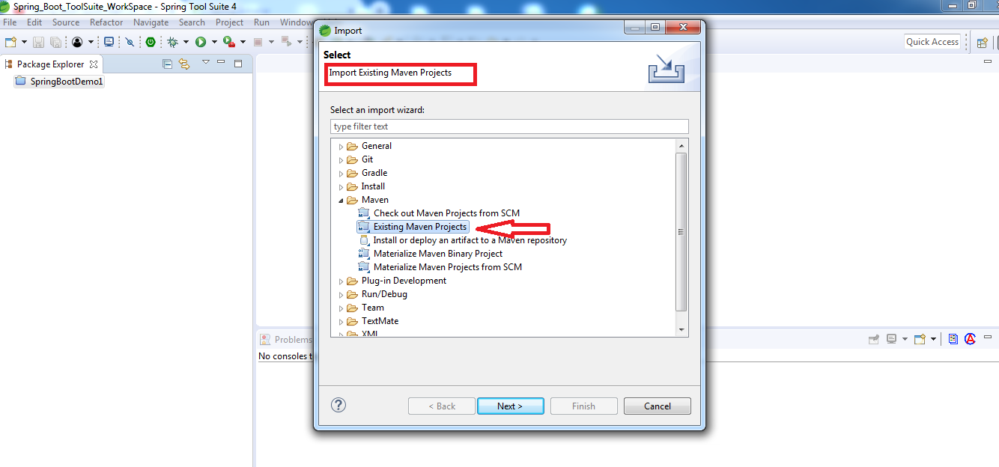 Spring_Boot_ToolSuite_WorkSpace - Spring Tool Suite 4
File Edit Source Refactor Navigate Search Project Run Window
Quick Access
Package Explorer
SpringBootDemo1
Import
Select
Import Existing Maven Projects
Select an import wizard:
type filter text
General
Git
Gradle
Install
Maven
Check out Maven Projects from SCM
Existing Maven Projects
Install or deploy an artifact to a Maven repository
Materialize Maven Binary Project
Materialize Maven Projects from SCM
Plug-in Development
Run/Debug
Team
TextMate
XML
< Back Next > Finish Cancel
Problems
No consoles t